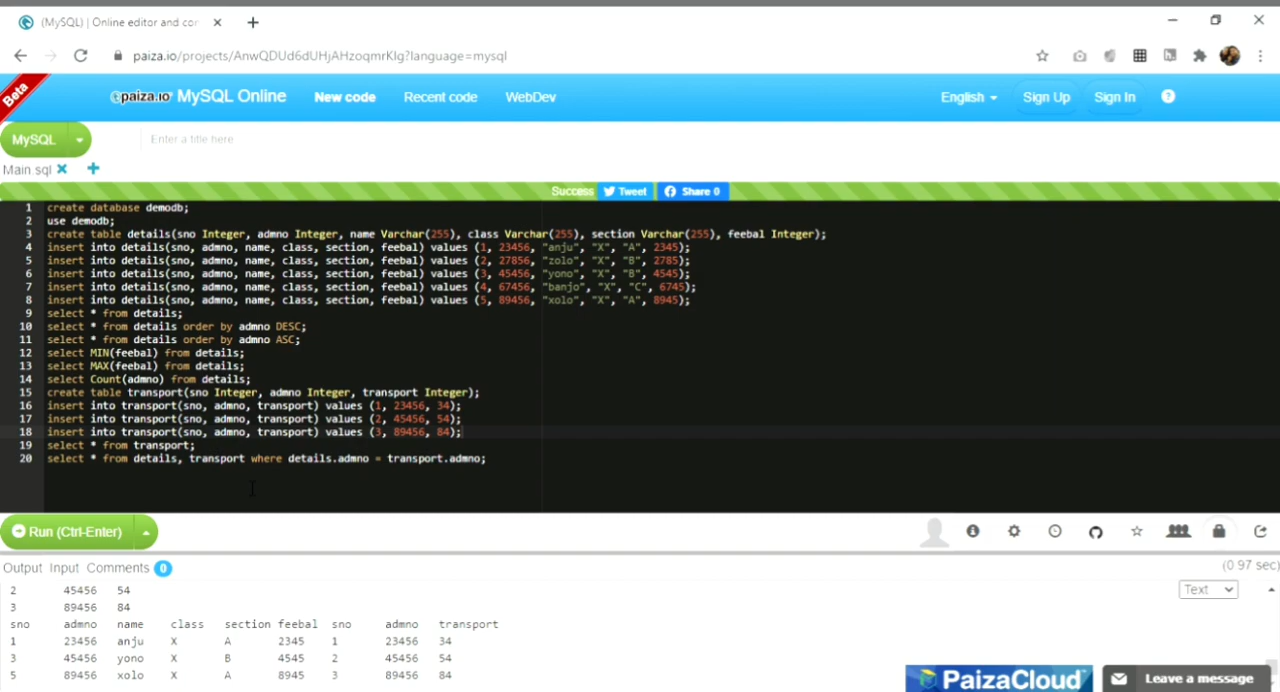 (MySQL) | Online editor and con
paiza.io/projects/AnwQDUd6dUHjAHzoqmrKIg?language=mysql
Beta
paiza.io MySQL Online New code Recent code WebDev English Sign Up Sign In ?
MySQL Enter a title here
Main.sql
Success Tweet Share 0
1 create database demodb;
2 use demodb;
3 create table details(sno Integer, admno Integer, name Varchar(255), class Varchar(255), section Varchar(255), feebal Integer);
4 insert into details(sno, admno, name, class, section, feebal) values (1, 23456, "anju", "X", "A", 2345);
5 insert into details(sno, admno, name, class, section, feebal) values (2, 27856, "zolo", "X", "B", 2785);
6 insert into details(sno, admno, name, class, section, feebal) values (3, 45456, "yono", "X", "B", 4545);
7 insert into details(sno, admno, name, class, section, feebal) values (4, 67456, "banjo", "X", "C", 6745);
8 insert into details(sno, admno, name, class, section, feebal) values (5, 89456, "xolo", "X", "A", 8945);
9 select * from details;
10 select * from details order by admno DESC;
11 select * from details order by admno ASC;
12 select MIN(feebal) from details;
13 select MAX(feebal) from details;
14 select Count(admno) from details;
15 create table transport(sno Integer, admno Integer, transport Integer);
16 insert into transport(sno, admno, transport) values (1, 23456, 34);
17 insert into transport(sno, admno, transport) values (2, 45456, 54);
18 insert into transport(sno, admno, transport) values (3, 89456, 84);
19 select * from transport;
20 select * from details, transport where details.admno = transport.admno;
Run (Ctrl-Enter)
Output Input Comments 0 (0.97 sec)
Text
2 45456 54
3 89456 84
sno admno name class section feebal sno admno transport
1 23456 anju X A 2345 1 23456 34
3 45456 yono X B 4545 2 45456 54
5 89456 xolo X A 8945 3 89456 84
PaizaCloud Leave a message